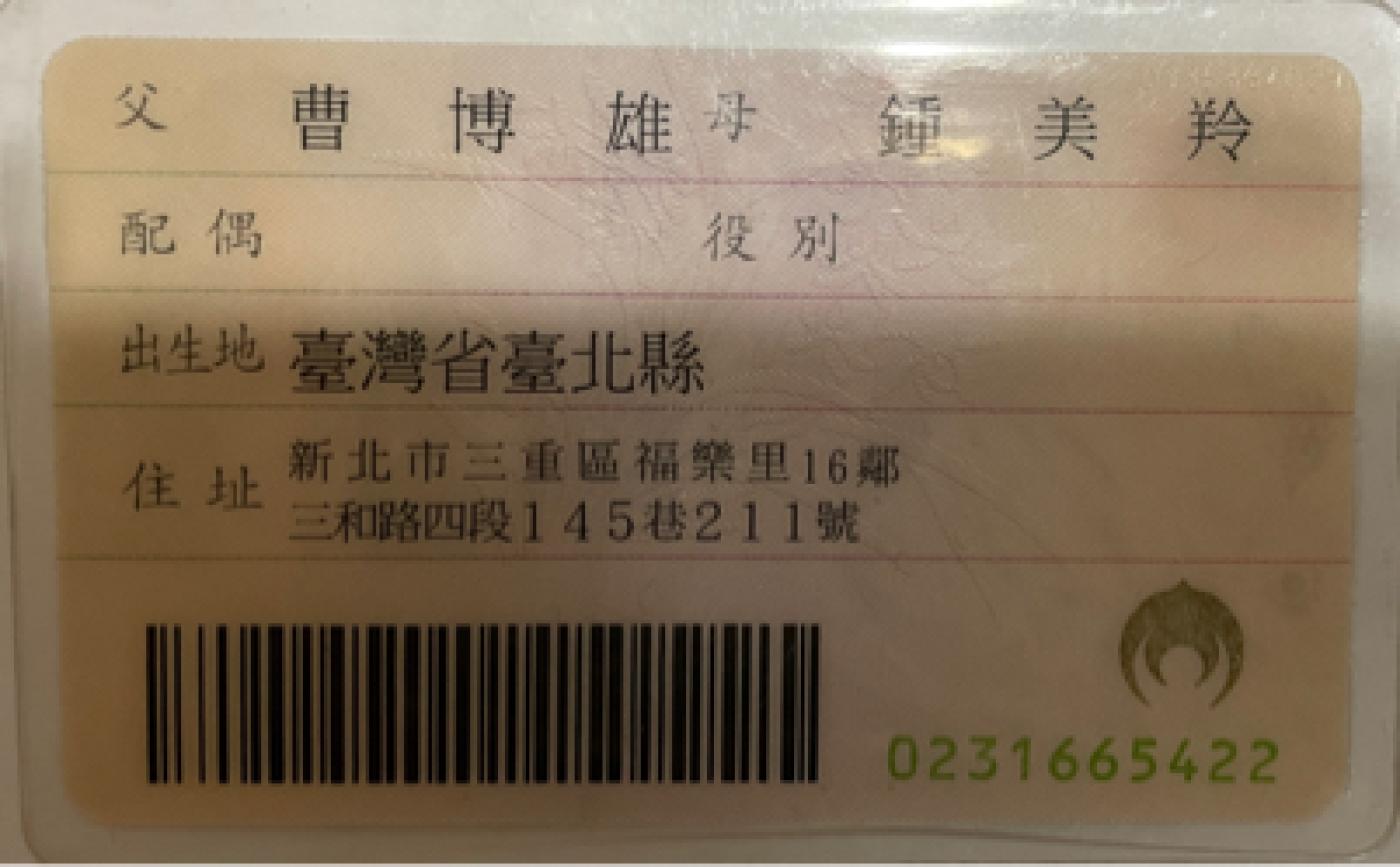 父 曹博雄 母 鍾美羚
配偶 役別
出生地 臺灣省臺北縣
住址 新北市三重區福樂里16鄰
三和路四段145巷211號
0231665422